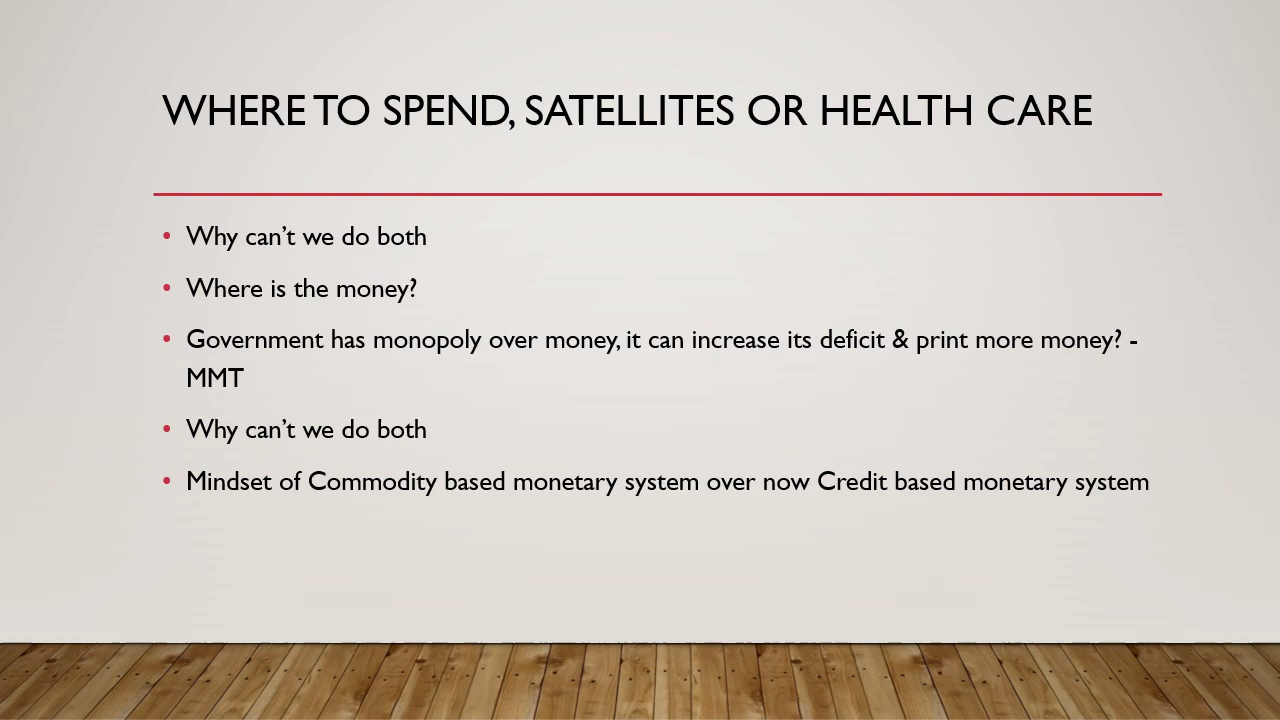 WHERE TO SPEND, SATELLITES OR HEALTH CARE
• Why can’t we do both
• Where is the money?
• Government has monopoly over money, it can increase its deficit & print more money? -
MMT
• Why can’t we do both
• Mindset of Commodity based monetary system over now Credit based monetary system